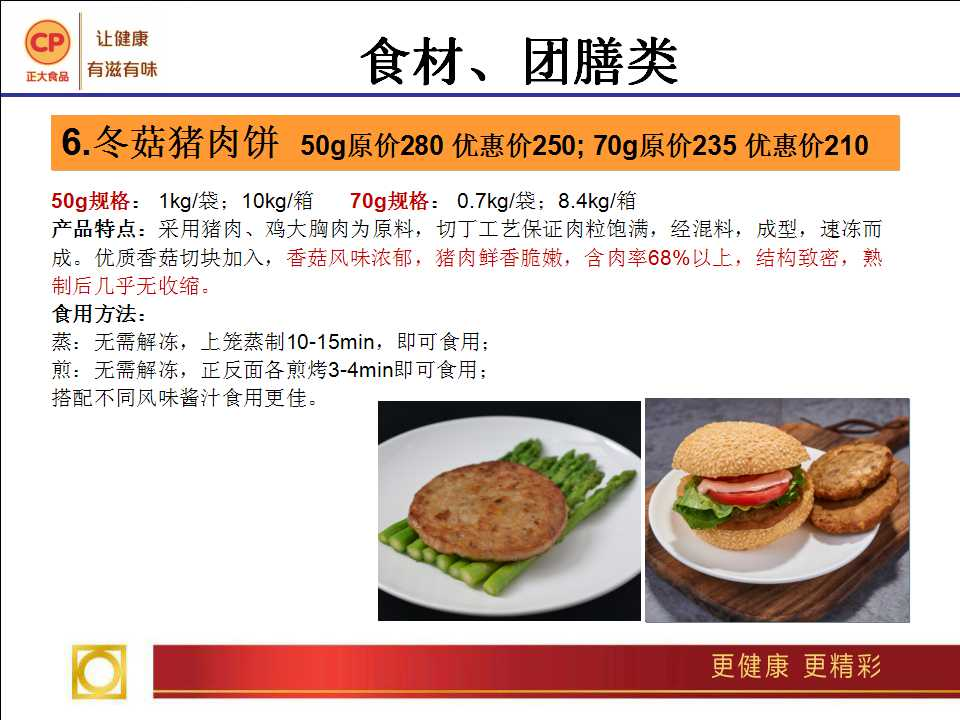 CP
正大食品
让健康
有滋有味
食材、团膳类
6.冬菇猪肉饼 50g原价280 优惠价250; 70g原价235 优惠价210
50g规格： 1kg/袋；10kg/箱 70g规格： 0.7kg/袋；8.4kg/箱
产品特点：采用猪肉、鸡大胸肉为原料，切丁工艺保证肉粒饱满，经混料，成型，速冻而
成。优质香菇切块加入，香菇风味浓郁，猪肉鲜香脆嫩，含肉率68%以上，结构致密，熟
制后几乎无收缩。
食用方法：
蒸：无需解冻，上笼蒸制10-15min，即可食用；
煎：无需解冻，正反面各煎烤3-4min即可食用；
搭配不同风味酱汁食用更佳。
更健康 更精彩